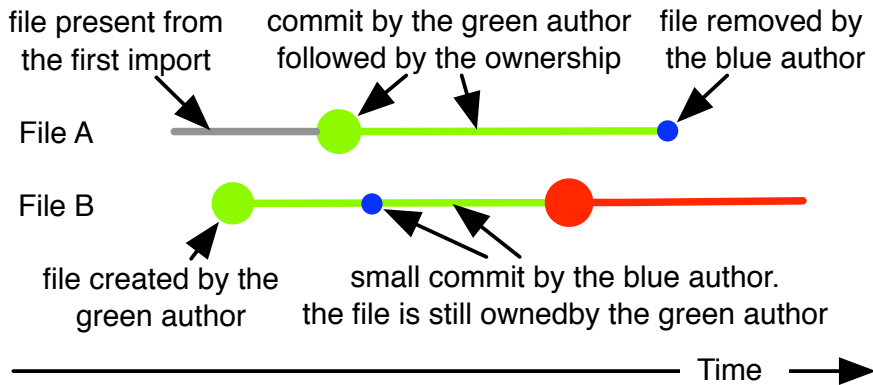 file present from
the first import
commit by the green author
followed by the ownership
file removed by
the blue author
File A
File B
file created by the
green author
small commit by the blue author.
the file is still ownedby the green author
Time